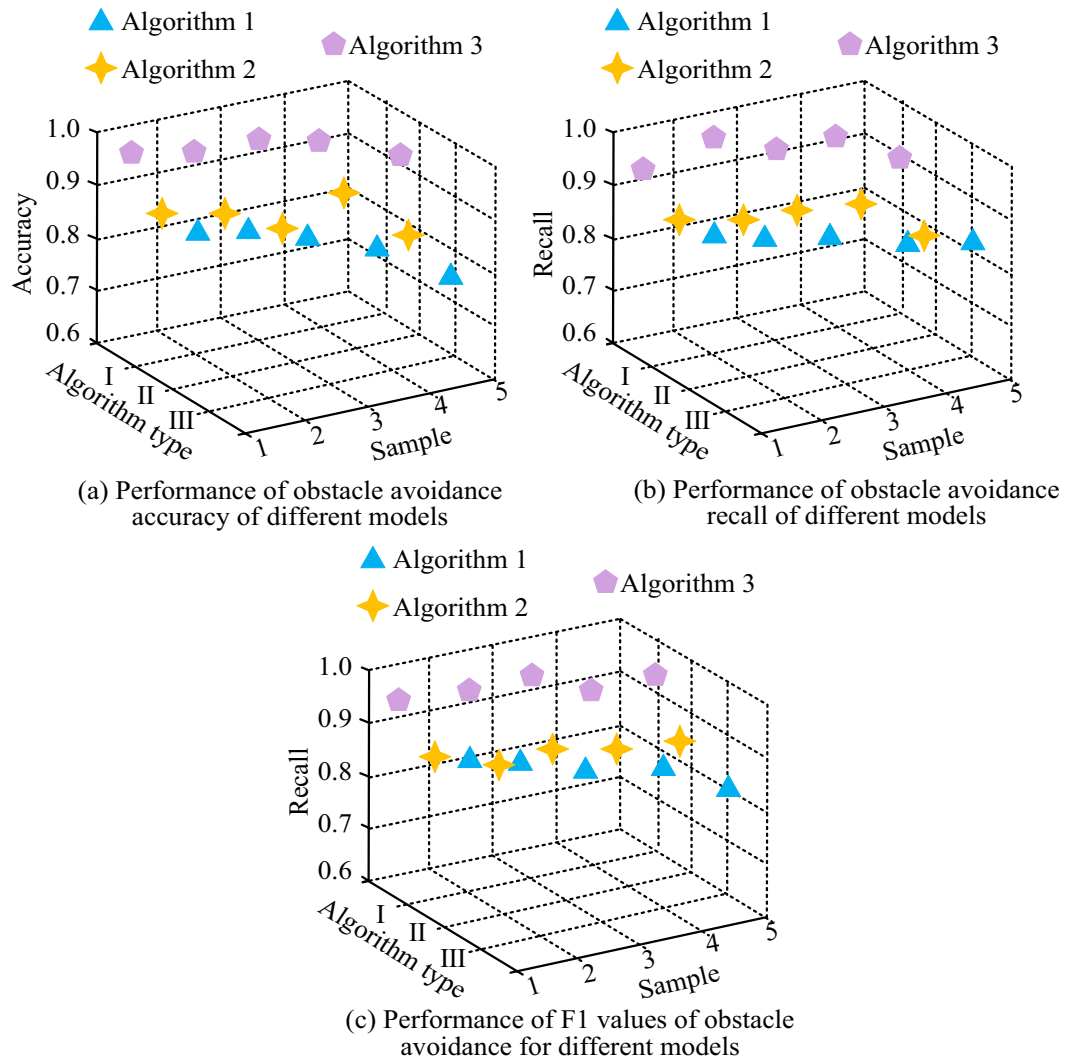 Algorithm 1
Algorithm 2
Algorithm 3
1.0
0.9
0.8
0.7
0.6
Accuracy
I
II
III
Algorithm type
1
2
3
4
5
Sample
(a) Performance of obstacle avoidance
accuracy of different models
Algorithm 1
Algorithm 2
Algorithm 3
1.0
0.9
0.8
0.7
0.6
Recall
I
II
III
Algorithm type
1
2
3
4
5
Sample
(b) Performance of obstacle avoidance
recall of different models
Algorithm 1
Algorithm 2
Algorithm 3
1.0
0.9
0.8
0.7
0.6
Recall
I
II
III
Algorithm type
1
2
3
4
5
Sample
(c) Performance of F1 values of obstacle
avoidance for different models